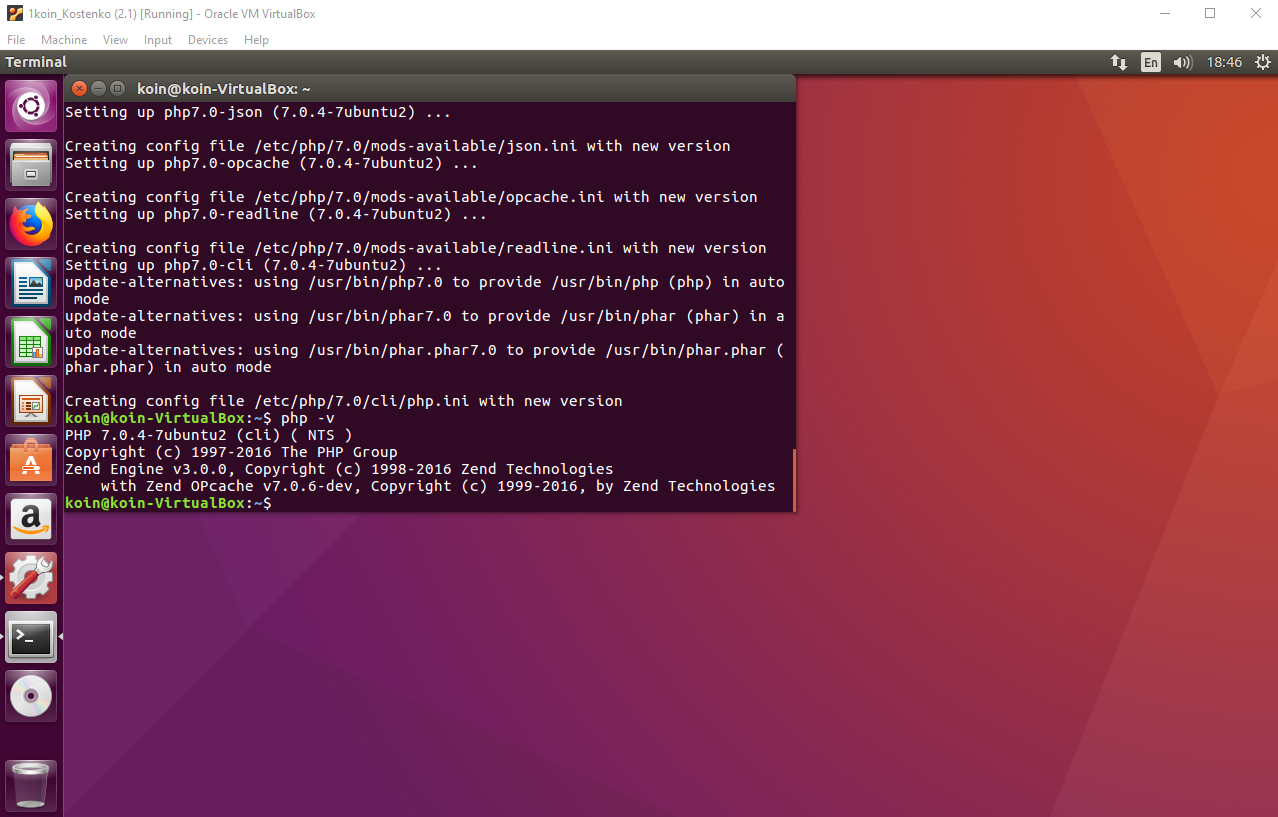 1koin_Kostenko (2.1) [Running] - Oracle VM VirtualBox
File Machine View Input Devices Help
Terminal En 18:46
koin@koin-VirtualBox: ~
Setting up php7.0-json (7.0.4-7ubuntu2) ...
Creating config file /etc/php/7.0/mods-available/json.ini with new version
Setting up php7.0-opcache (7.0.4-7ubuntu2) ...
Creating config file /etc/php/7.0/mods-available/opcache.ini with new version
Setting up php7.0-readline (7.0.4-7ubuntu2) ...
Creating config file /etc/php/7.0/mods-available/readline.ini with new version
Setting up php7.0-cli (7.0.4-7ubuntu2) ...
update-alternatives: using /usr/bin/php7.0 to provide /usr/bin/php (php) in auto
 mode
update-alternatives: using /usr/bin/phar7.0 to provide /usr/bin/phar (phar) in a
uto mode
update-alternatives: using /usr/bin/phar.phar7.0 to provide /usr/bin/phar.phar (
phar.phar) in auto mode
Creating config file /etc/php/7.0/cli/php.ini with new version
koin@koin-VirtualBox:~$ php -v
PHP 7.0.4-7ubuntu2 (cli) ( NTS )
Copyright (c) 1997-2016 The PHP Group
Zend Engine v3.0.0, Copyright (c) 1998-2016 Zend Technologies
    with Zend OPcache v7.0.6-dev, Copyright (c) 1999-2016, by Zend Technologies
koin@koin-VirtualBox:~$